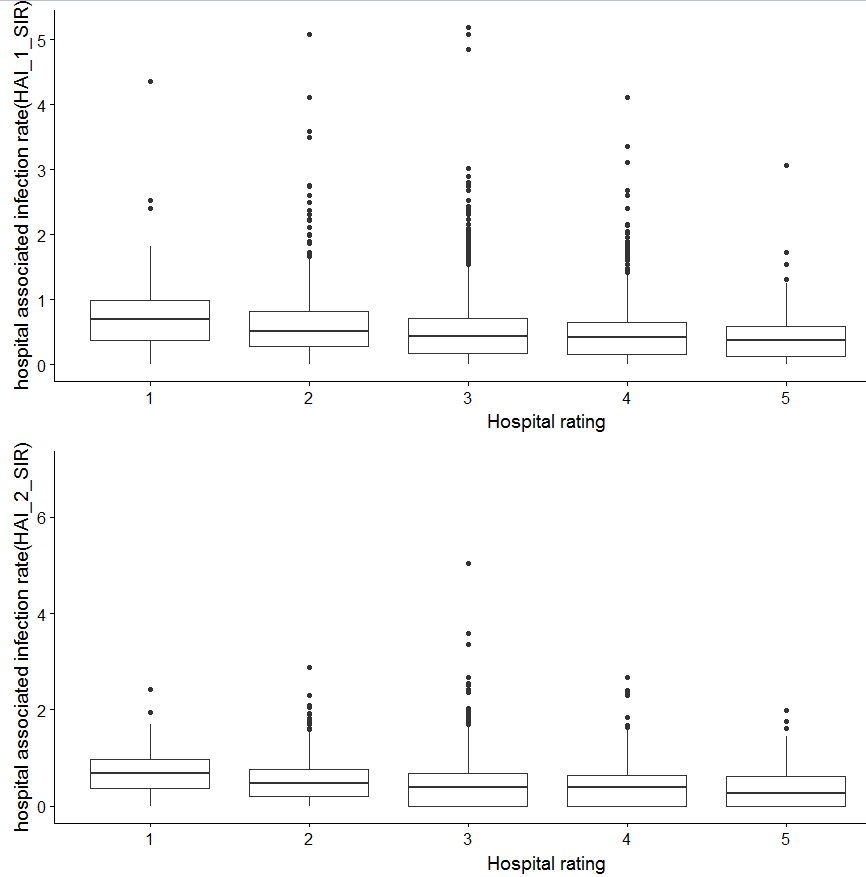 hospital associated infection rate(HAI_1_SIR)
5
4
3
2
1
0
1 2 3 4 5
Hospital rating
hospital associated infection rate(HAI_2_SIR)
6
4
2
0
1 2 3 4 5
Hospital rating